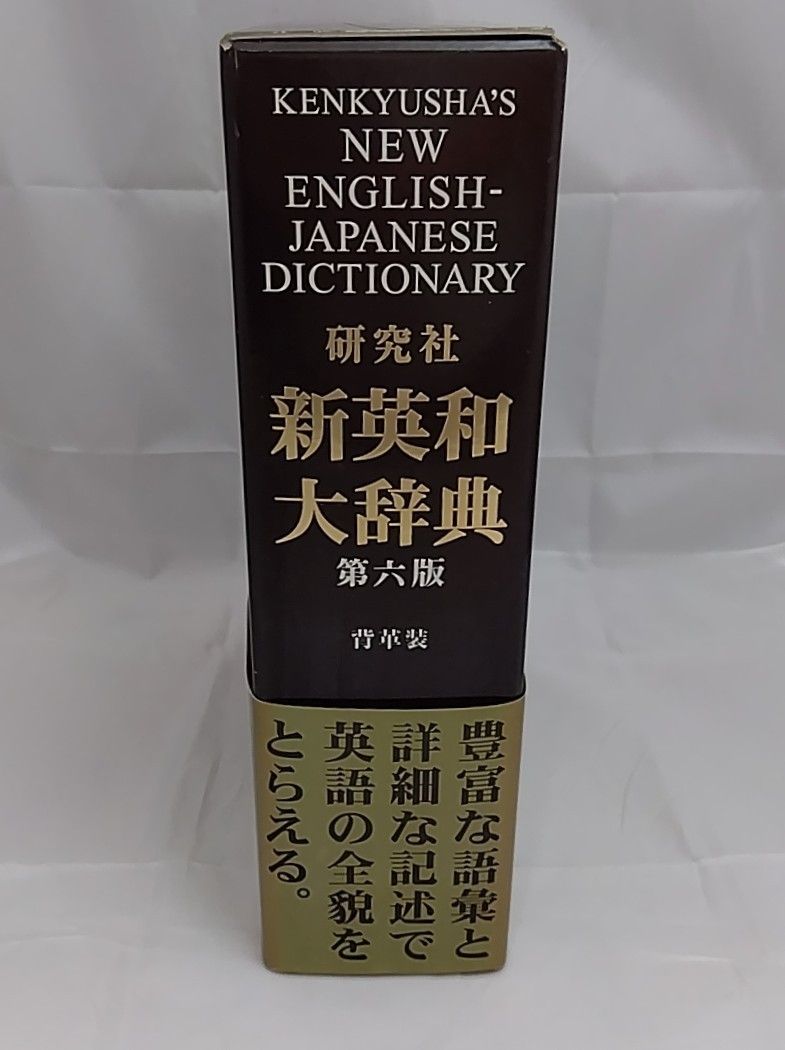 KENKYUSHA'S
NEW
ENGLISH-
JAPANESE
DICTIONARY
研究社
新英和
大辞典
第六版
背革装
豊富な語彙と
詳細な記述で
英語の全貌を
とらえる。